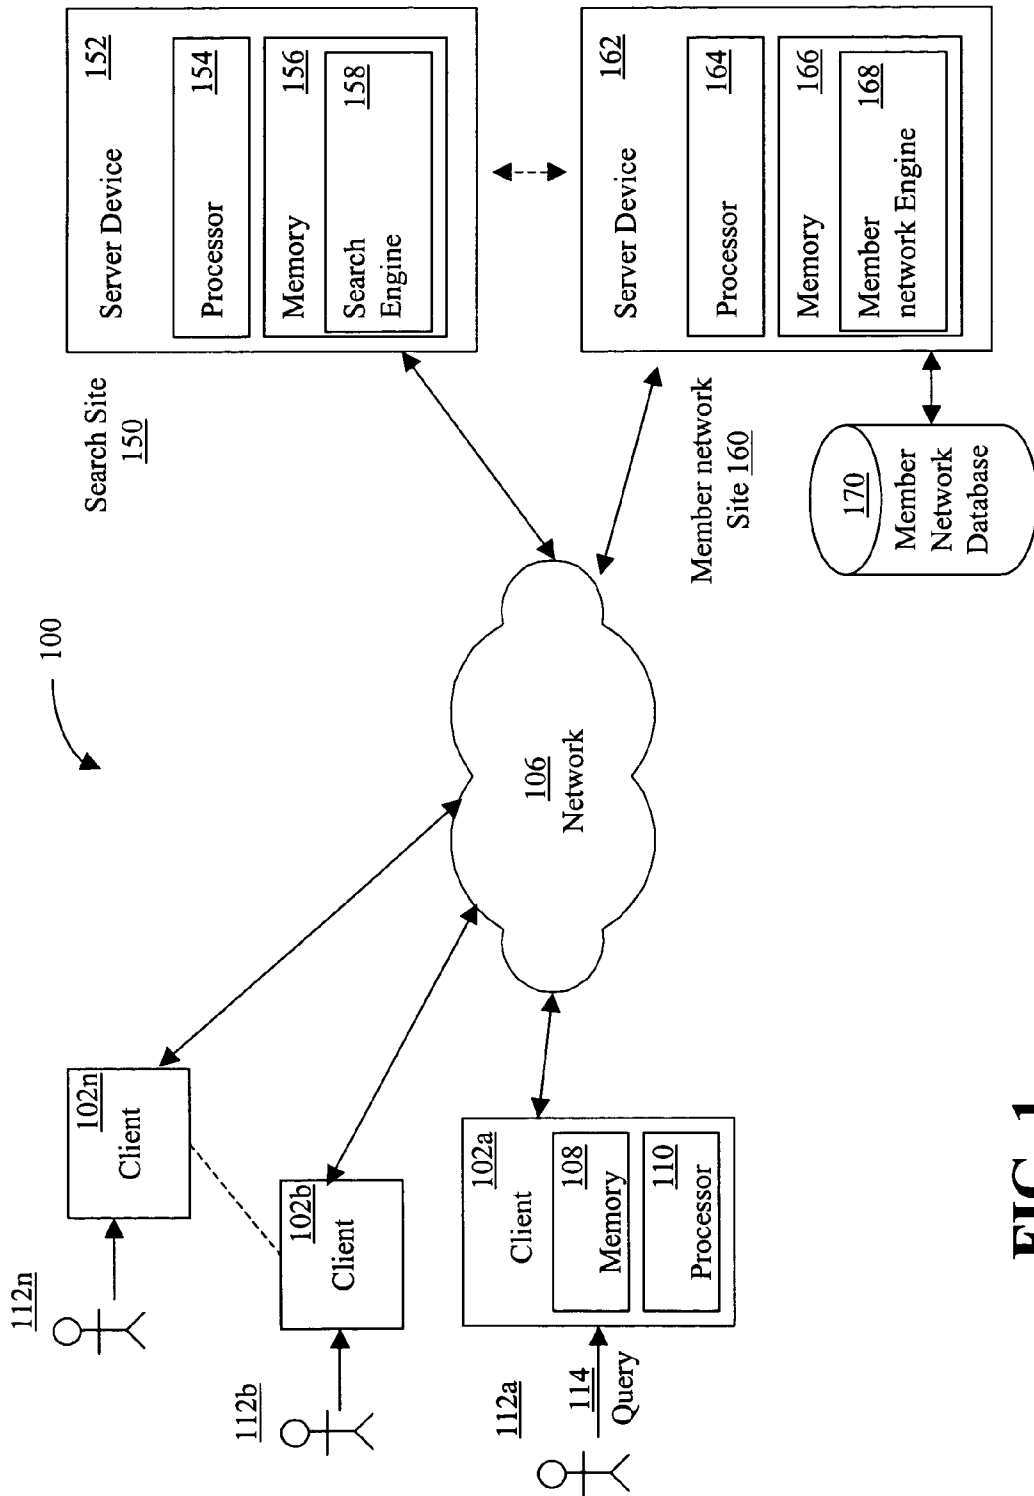 100
112n
102n
Client
112b
102b
Client
112a
114
Query
102a
Client
108
Memory
110
Processor
106
Network
Search Site
150
Server Device 152
Processor 154
Memory 156
Search 158
Engine
Member network
Site 160
Server Device 162
Processor 164
Memory 166
Member 168
network Engine
170
Member
Network
Database
FIG. 1